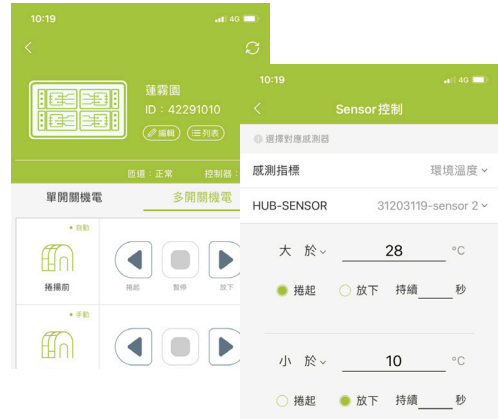 10:19
4G
蓮霧園
ID：42291010
編輯
列表
匝道：正常
控制器：
單開關機電
多開關機電
• 自動
捲揚前
捲起
暫停
放下
• 手動
10:19
4G
Sensor控制
選擇對應感測器
感測指標
環境溫度
HUB-SENSOR
31203119-sensor 2
大 於 28 °C
捲起 放下 持續 秒
小 於 10 °C
捲起 放下 持續 秒